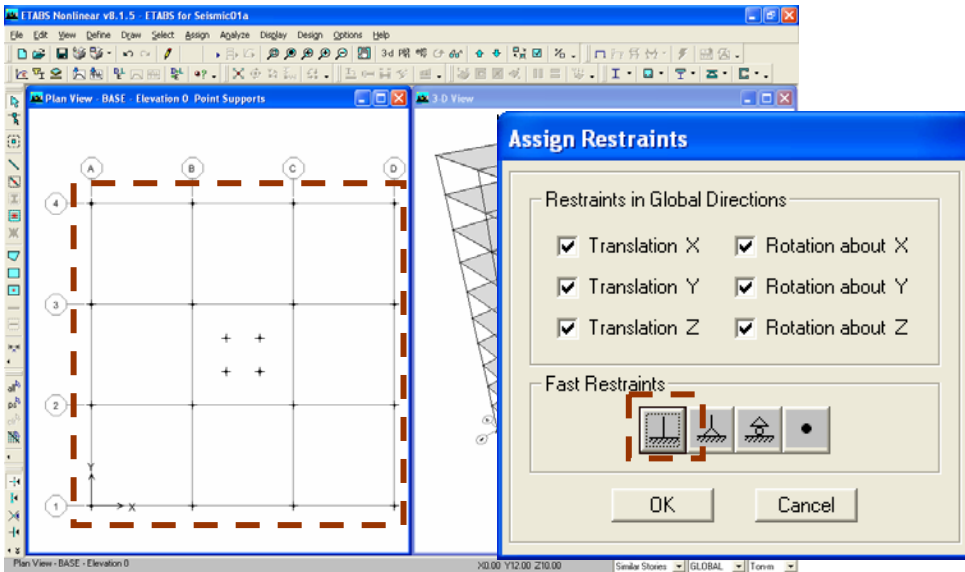 ETABS Nonlinear v8.1.5 - ETABS for Seismic01a
File Edit View Define Draw Select Assign Analyze Display Design Options Help
3-d
Plan View - BASE - Elevation 0 Point Supports
3-D View
A B C D
4
3
2
1
Y
X
all
ps
Assign Restraints
Restraints in Global Directions
Translation X Rotation about X
Translation Y Rotation about Y
Translation Z Rotation about Z
Fast Restraints
OK Cancel
Plan View - BASE - Elevation 0 X0.00 Y12.00 Z10.00 Similar Stories GLOBAL Ton-m